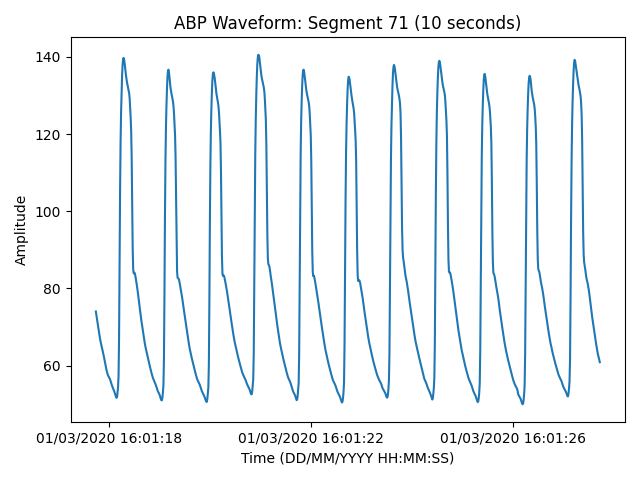 ABP Waveform: Segment 71 (10 seconds)
140
120
100
80
60
Amplitude
01/03/2020 16:01:18
01/03/2020 16:01:22
01/03/2020 16:01:26
Time (DD/MM/YYYY HH:MM:SS)